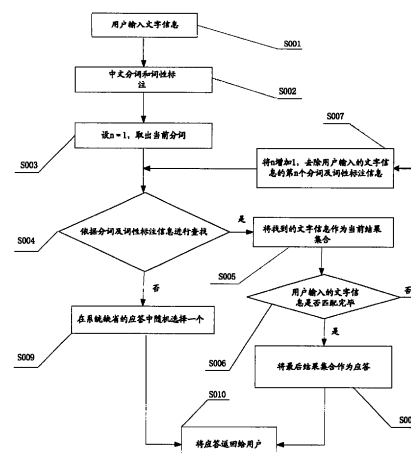 用户输入文字信息
S001
中文分词和词性标
注
S002
设n=1，取出当前分词
S003
S007
将n增加1，去除用户输入的文字信
息的第n个分词及词性标注信息
依据分词及词性标注信息进行查找
S004
是
将找到的文字信息作为当前结果
集合
S005
否
用户输入的文字信
息是否匹配完毕
否
S006
在系统缺省的应答中随机选择一个
S009
是
将最后结果集合作为应答
S00
S010
将应答返回给用户